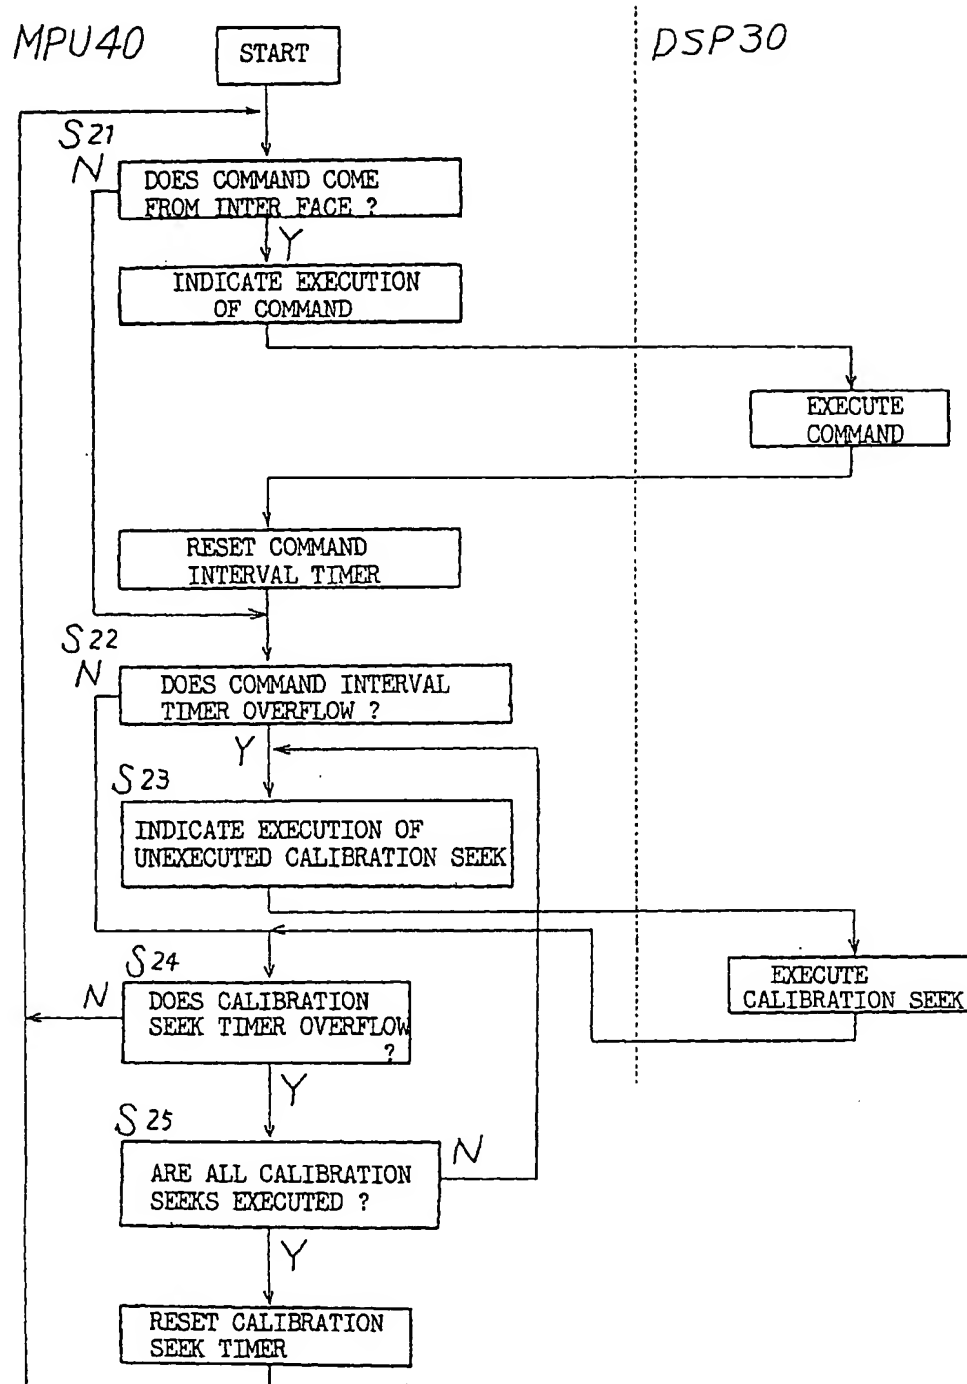 MPU40
DSP30
START
S21
N
DOES COMMAND COME
FROM INTER FACE ?
Y
INDICATE EXECUTION
OF COMMAND
EXECUTE
COMMAND
RESET COMMAND
INTERVAL TIMER
S22
N
DOES COMMAND INTERVAL
TIMER OVERFLOW ?
Y
S23
INDICATE EXECUTION OF
UNEXECUTED CALIBRATION SEEK
EXECUTE
CALIBRATION SEEK
S24
N
DOES CALIBRATION
SEEK TIMER OVERFLOW
?
Y
S25
N
ARE ALL CALIBRATION
SEEKS EXECUTED ?
Y
RESET CALIBRATION
SEEK TIMER